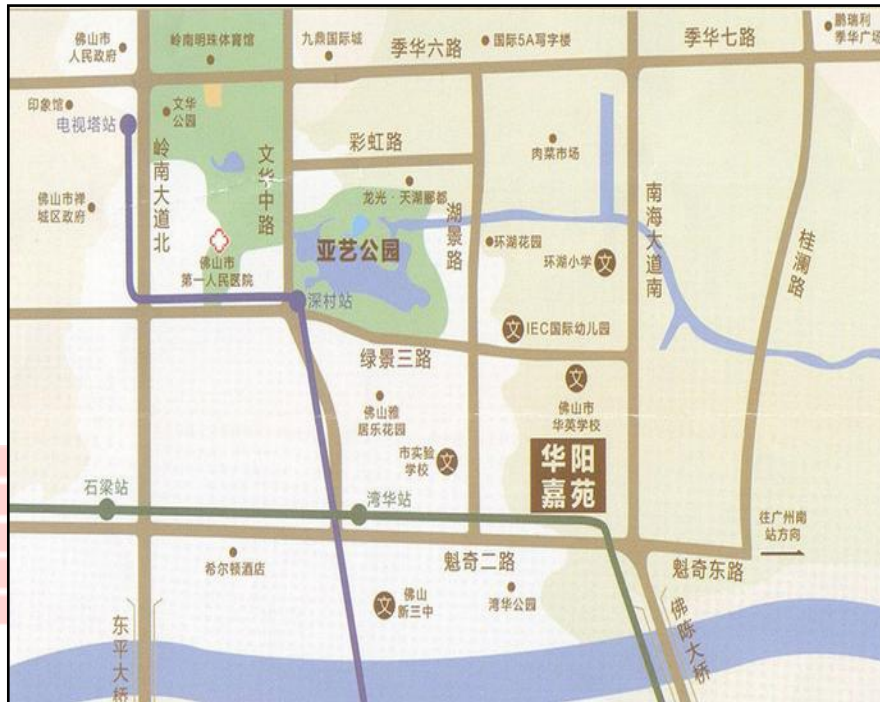 佛山市
人民政府
岭南明珠体育馆
九鼎国际城
季华六路
国际5A写字楼
季华七路
鹏瑞利
季华广场
印象馆
电视塔站
文华
公园
岭南大道北
文华中路
彩虹路
肉菜市场
佛山市禅
城区政府
龙光·天湖郦都
湖景路
南海大道南
桂澜路
佛山市
第一人民医院
亚艺公园
环湖花园
环湖小学
文
深村站
文
IEC国际幼儿园
绿景三路
文
佛山市
华英学校
佛山雅
居乐花园
市实验
学校
文
华阳
嘉苑
石梁站
湾华站
往广州南
站方向
希尔顿酒店
魁奇二路
魁奇东路
文
佛山
新三中
湾华公园
东平大桥
佛陈大桥